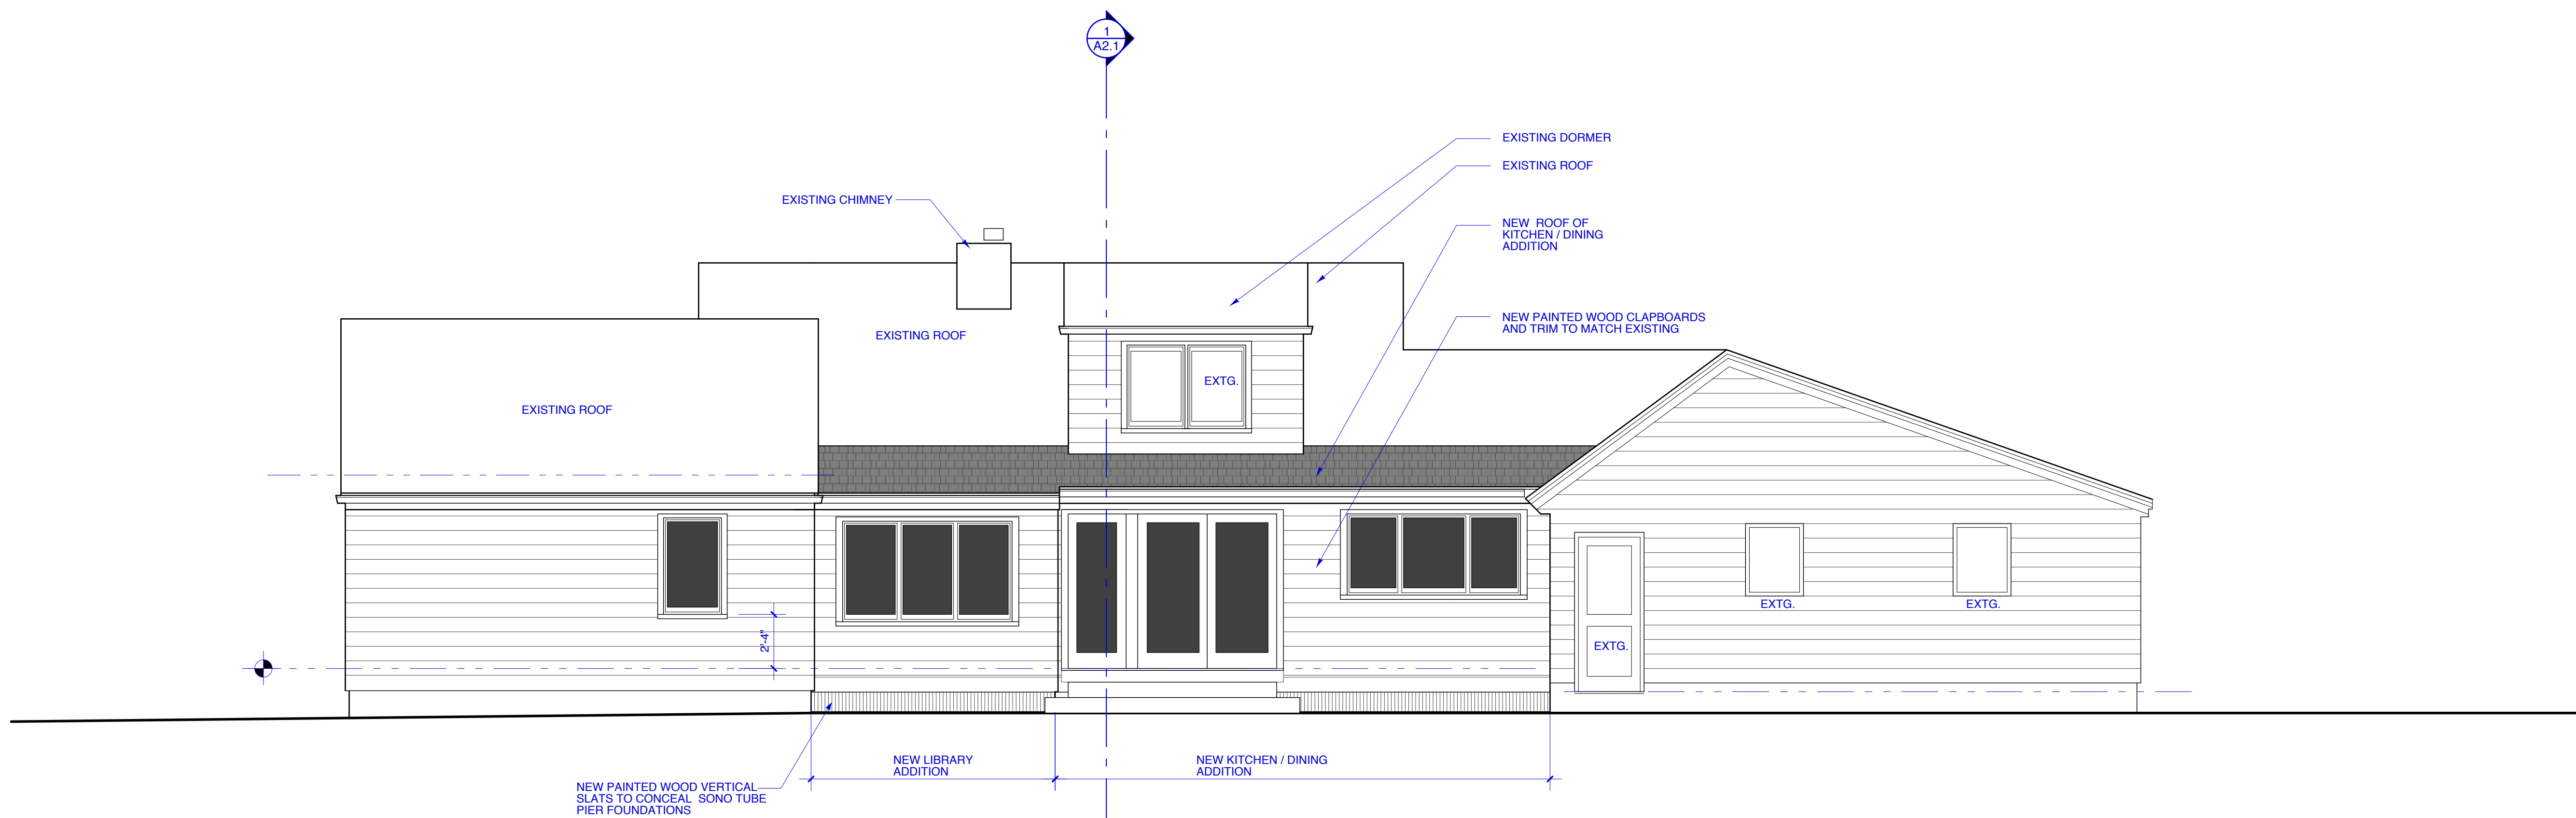 1
A2.1
EXISTING DORMER
EXISTING ROOF
EXISTING CHIMNEY
NEW ROOF OF
KITCHEN / DINING
ADDITION
NEW PAINTED WOOD CLAPBOARDS
AND TRIM TO MATCH EXISTING
EXISTING ROOF
EXTG.
EXISTING ROOF
EXTG.
EXTG.
2'-4"
EXTG.
NEW LIBRARY
ADDITION
NEW KITCHEN / DINING
ADDITION
NEW PAINTED WOOD VERTICAL
SLATS TO CONCEAL SONO TUBE
PIER FOUNDATIONS